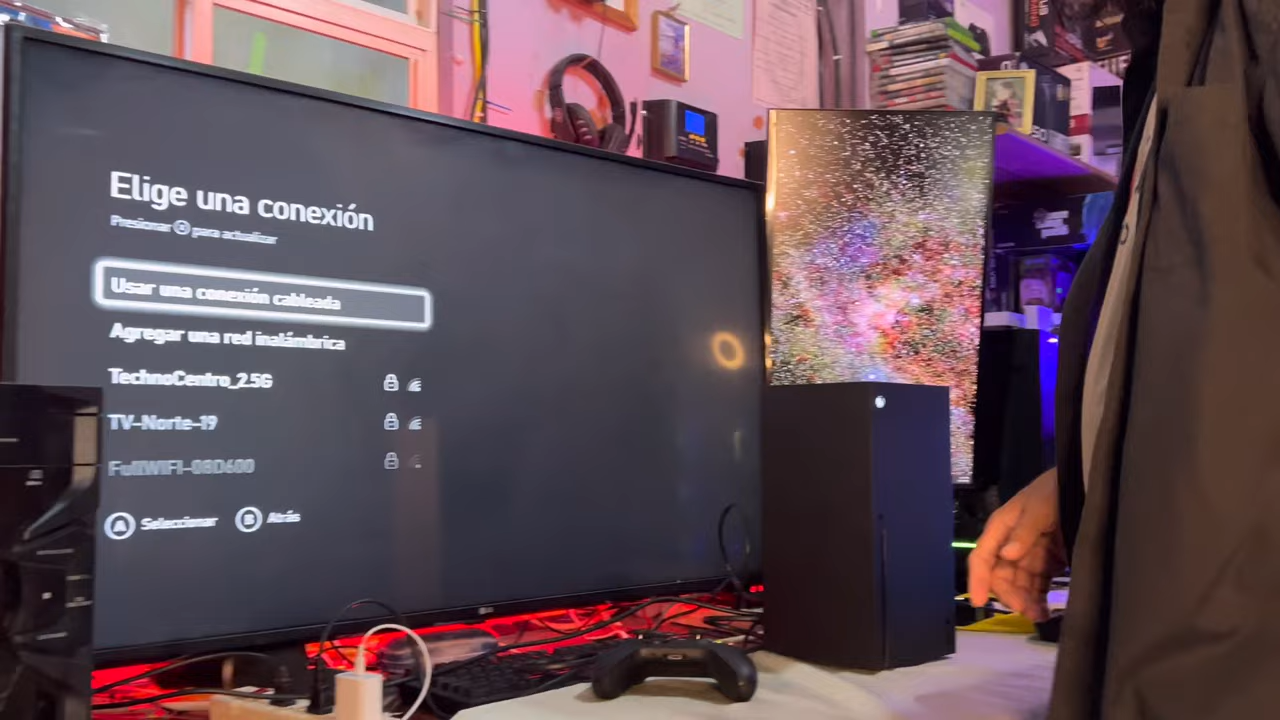 Elige una conexión
Presionar Ⓧ para actualizar
Usar una conexión cableada
Agregar una red inalámbrica
TechnoCentro_2.5G
TV-Norte-19
FullWIFI-08D600
A Seleccionar B Atrás
LG